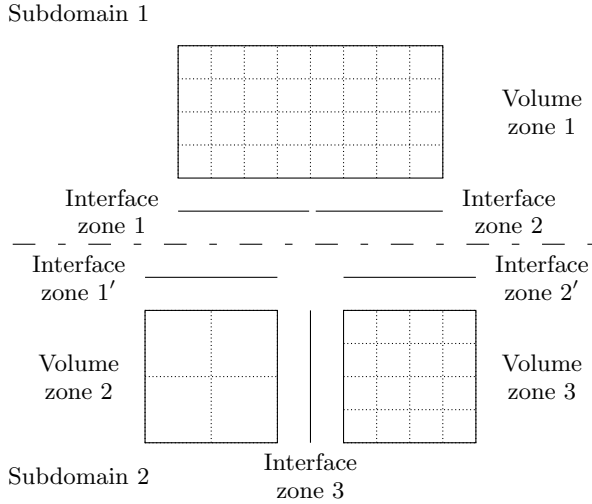 Subdomain 1
Volume
zone 1
Interface
zone 1
Interface
zone 2
Interface
zone 1′
Interface
zone 2′
Volume
zone 2
Volume
zone 3
Interface
zone 3
Subdomain 2